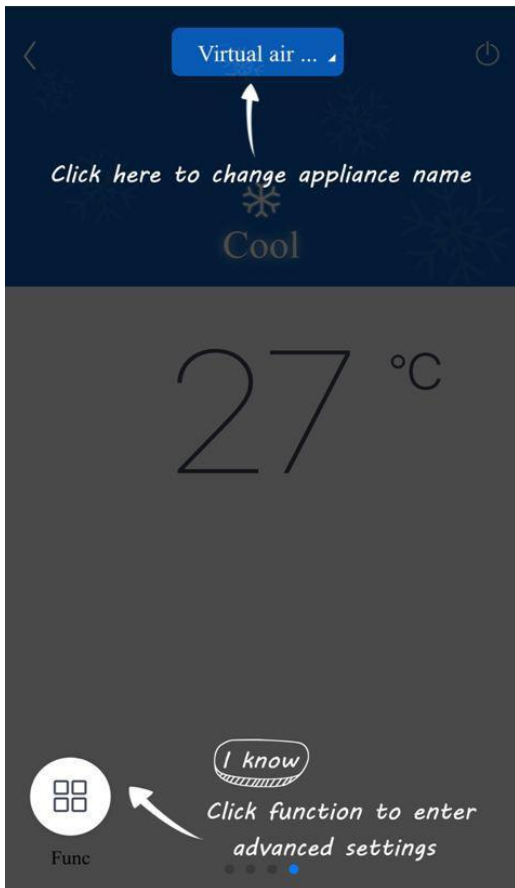 Virtual air ...
Click here to change appliance name
Cool
27 °C
I know
Click function to enter
advanced settings
Func